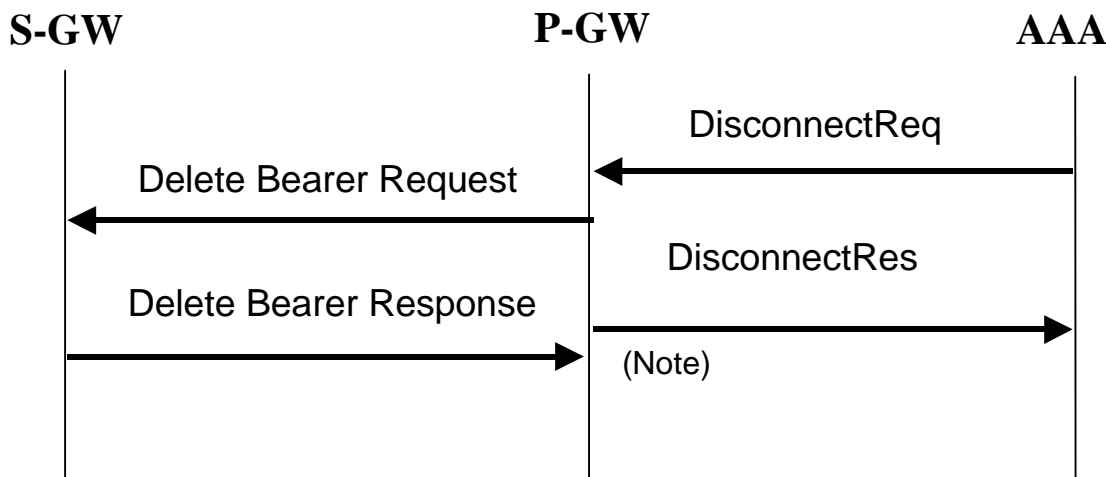 S-GW
P-GW
AAA
DisconnectReq
Delete Bearer Request
DisconnectRes
Delete Bearer Response
(Note)